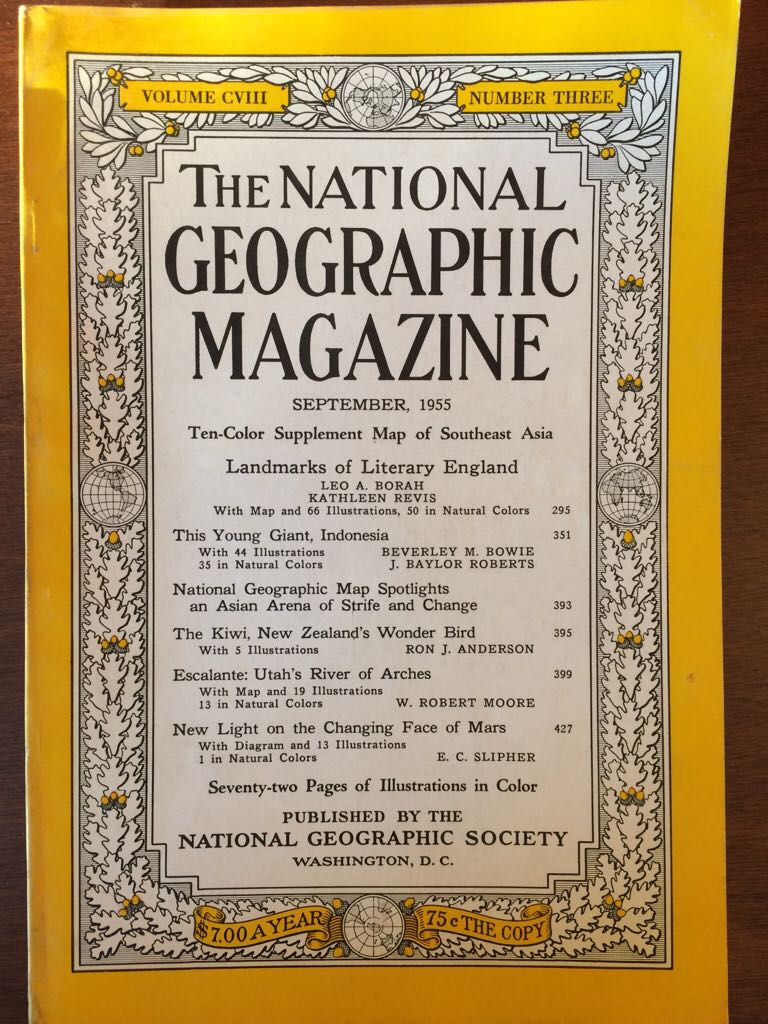 VOLUME CVIII
NUMBER THREE
THE NATIONAL
GEOGRAPHIC
MAGAZINE
SEPTEMBER, 1955
Ten-Color Supplement Map of Southeast Asia
Landmarks of Literary England
LEO A. BORAH
KATHLEEN REVIS
With Map and 66 Illustrations, 50 in Natural Colors 295
This Young Giant, Indonesia 351
With 44 Illustrations BEVERLEY M. BOWIE
35 in Natural Colors J. BAYLOR ROBERTS
National Geographic Map Spotlights
an Asian Arena of Strife and Change 393
The Kiwi, New Zealand's Wonder Bird 395
With 5 Illustrations RON J. ANDERSON
Escalante: Utah's River of Arches 399
With Map and 19 Illustrations
13 in Natural Colors W. ROBERT MOORE
New Light on the Changing Face of Mars 427
With Diagram and 13 Illustrations
1 in Natural Colors E. C. SLIPHER
Seventy-two Pages of Illustrations in Color
PUBLISHED BY THE
NATIONAL GEOGRAPHIC SOCIETY
WASHINGTON, D. C.
$7.00 A YEAR
75c THE COPY